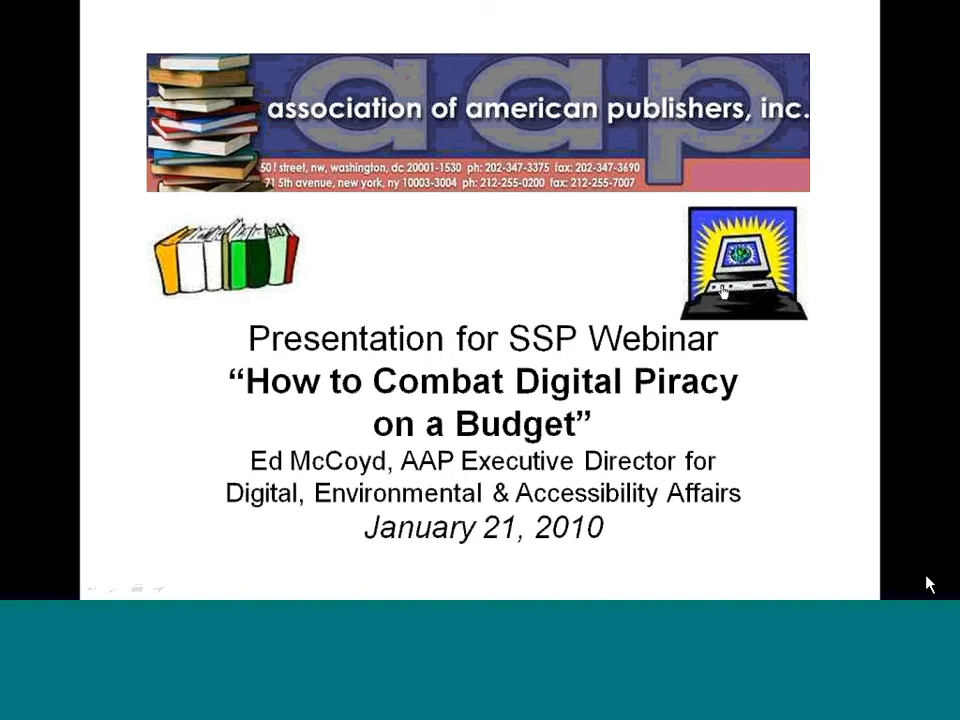 aap
association of american publishers, inc.
50 f street, nw, washington, dc 20001-1530 ph: 202-347-3375 fax: 202-347-3690
71 5th avenue, new york, ny 10003-3004 ph: 212-255-0200 fax: 212-255-7007
Presentation for SSP Webinar
“How to Combat Digital Piracy
on a Budget”
Ed McCoyd, AAP Executive Director for
Digital, Environmental & Accessibility Affairs
January 21, 2010